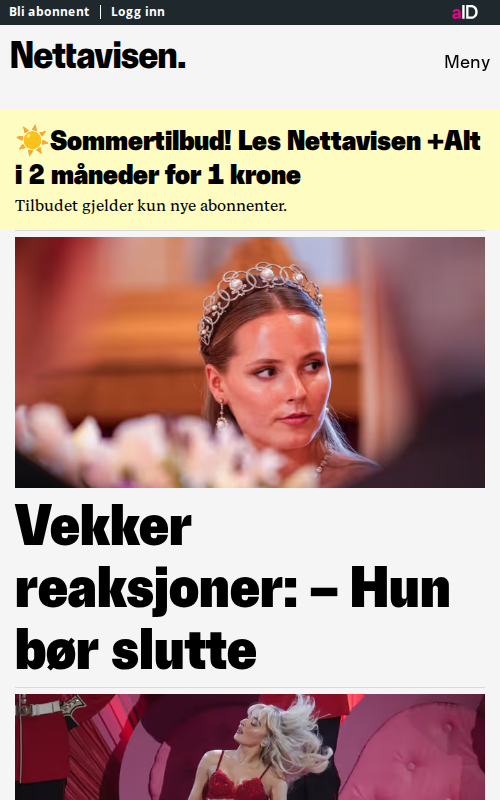 Bli abonnent | Logg inn
aID
Nettavisen.
Meny
☀️Sommertilbud! Les Nettavisen +Alt
i 2 måneder for 1 krone
Tilbudet gjelder kun nye abonnenter.
Vekker
reaksjoner: – Hun
bør slutte